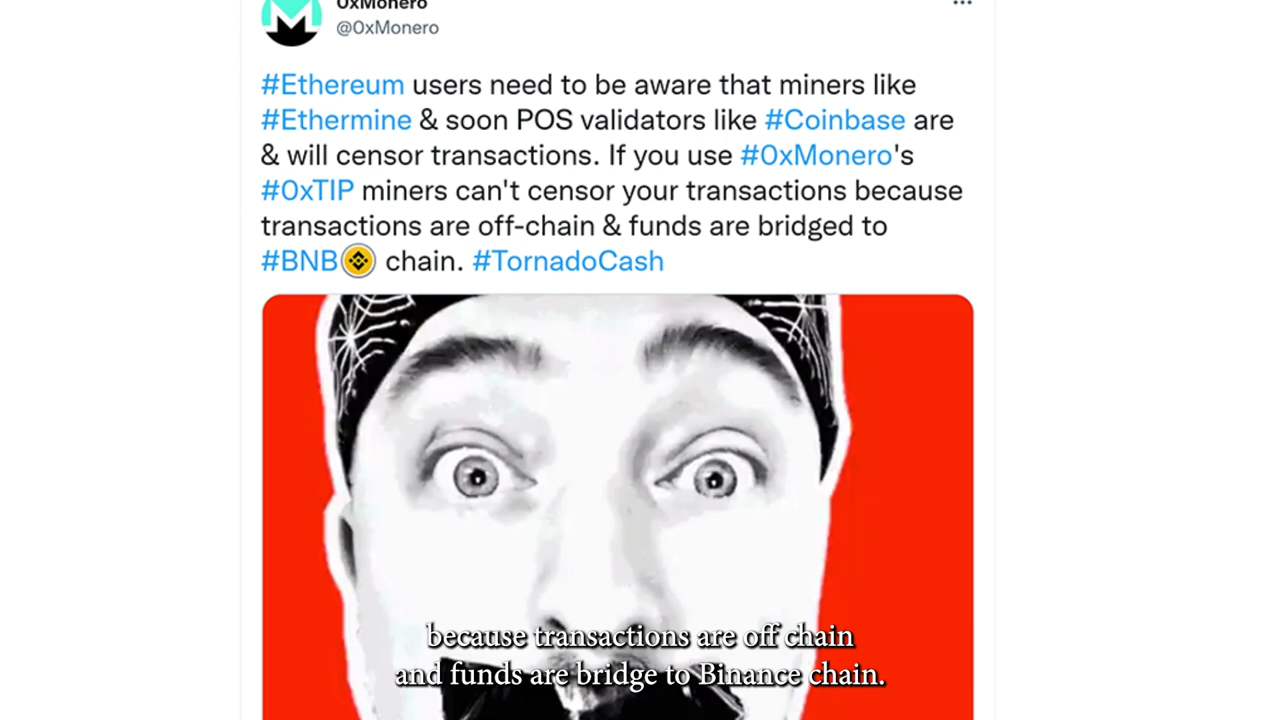 0xMonero
@0xMonero
#Ethereum users need to be aware that miners like
#Ethermine & soon POS validators like #Coinbase are
& will censor transactions. If you use #0xMonero's
#0xTIP miners can't censor your transactions because
transactions are off-chain & funds are bridged to
#BNB chain. #TornadoCash
because transactions are off chain
and funds are bridge to Binance chain.